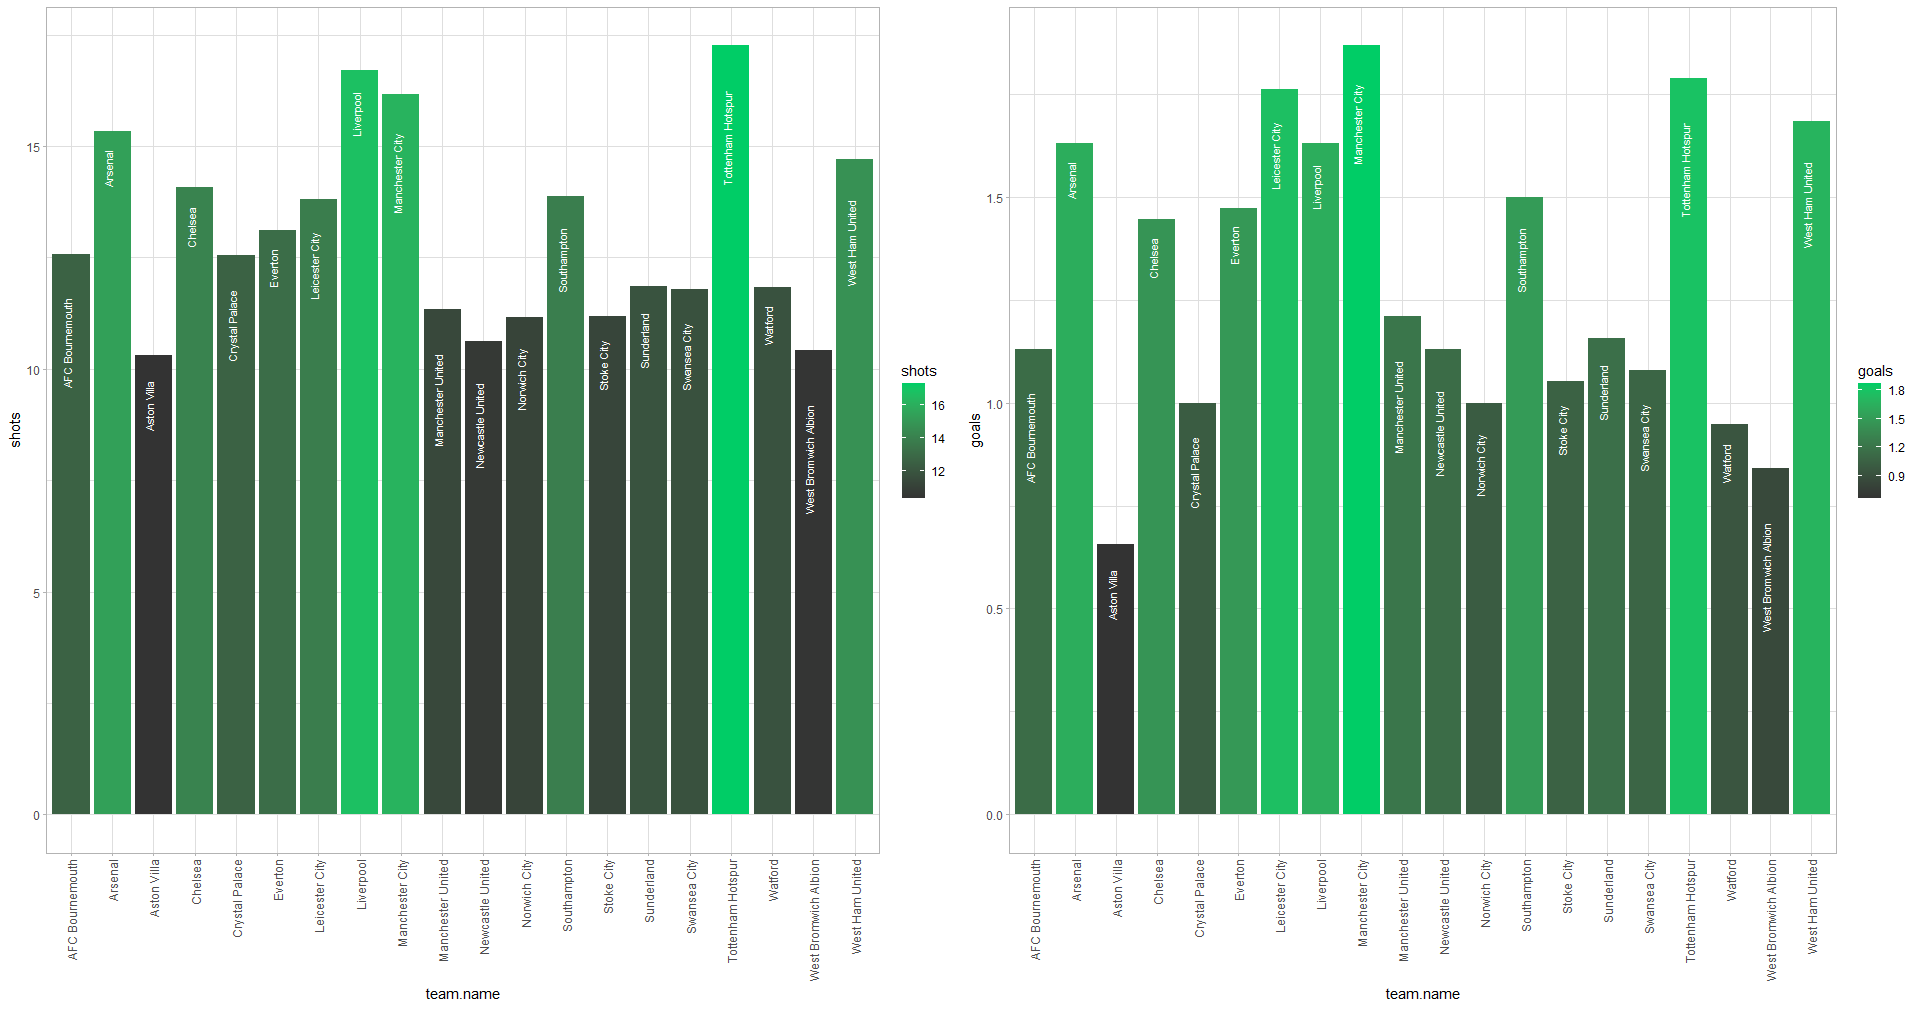 shots
15
10
5
0
AFC Bournemouth
Arsenal
Aston Villa
Chelsea
Crystal Palace
Everton
Leicester City
Liverpool
Manchester City
Manchester United
Newcastle United
Norwich City
Southampton
Stoke City
Sunderland
Swansea City
Tottenham Hotspur
Watford
West Bromwich Albion
West Ham United
AFC Bournemouth
Arsenal
Aston Villa
Chelsea
Crystal Palace
Everton
Leicester City
Liverpool
Manchester City
Manchester United
Newcastle United
Norwich City
Southampton
Stoke City
Sunderland
Swansea City
Tottenham Hotspur
Watford
West Bromwich Albion
West Ham United
team.name
shots
16
14
12
goals
1.5
1.0
0.5
0.0
AFC Bournemouth
Arsenal
Aston Villa
Chelsea
Crystal Palace
Everton
Leicester City
Liverpool
Manchester City
Manchester United
Newcastle United
Norwich City
Southampton
Stoke City
Sunderland
Swansea City
Tottenham Hotspur
Watford
West Bromwich Albion
West Ham United
AFC Bournemouth
Arsenal
Aston Villa
Chelsea
Crystal Palace
Everton
Leicester City
Liverpool
Manchester City
Manchester United
Newcastle United
Norwich City
Southampton
Stoke City
Sunderland
Swansea City
Tottenham Hotspur
Watford
West Bromwich Albion
West Ham United
team.name
goals
1.8
1.5
1.2
0.9